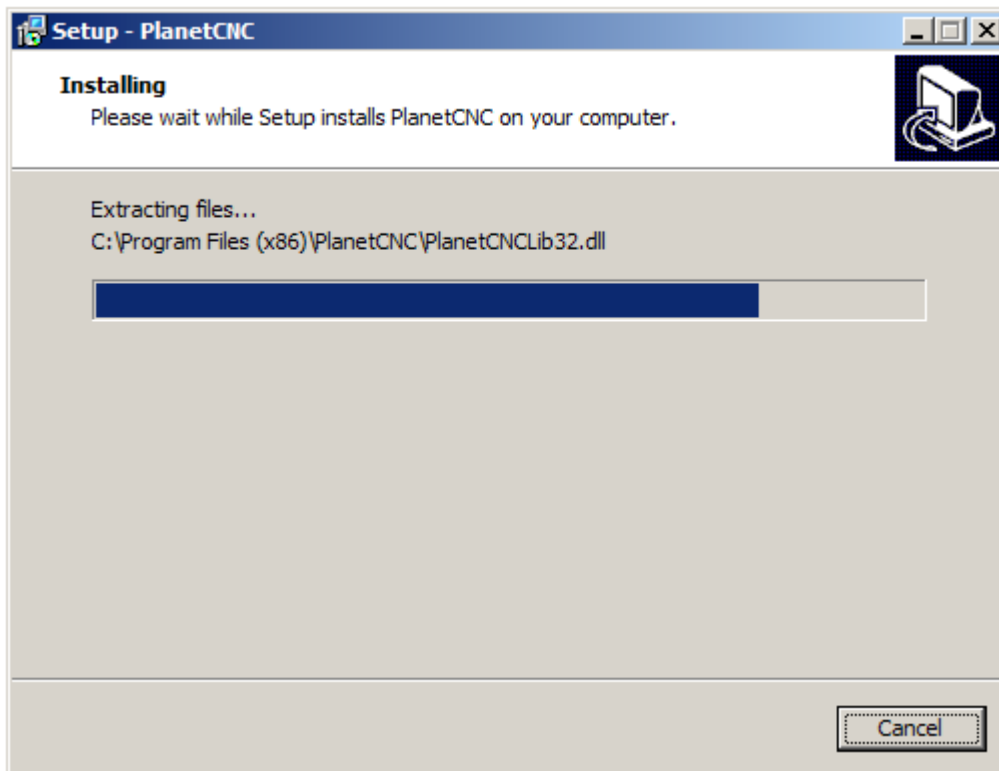 Setup - PlanetCNC
Installing
Please wait while Setup installs PlanetCNC on your computer.
Extracting files...
C:\Program Files (x86)\PlanetCNC\PlanetCNCLib32.dll
Cancel